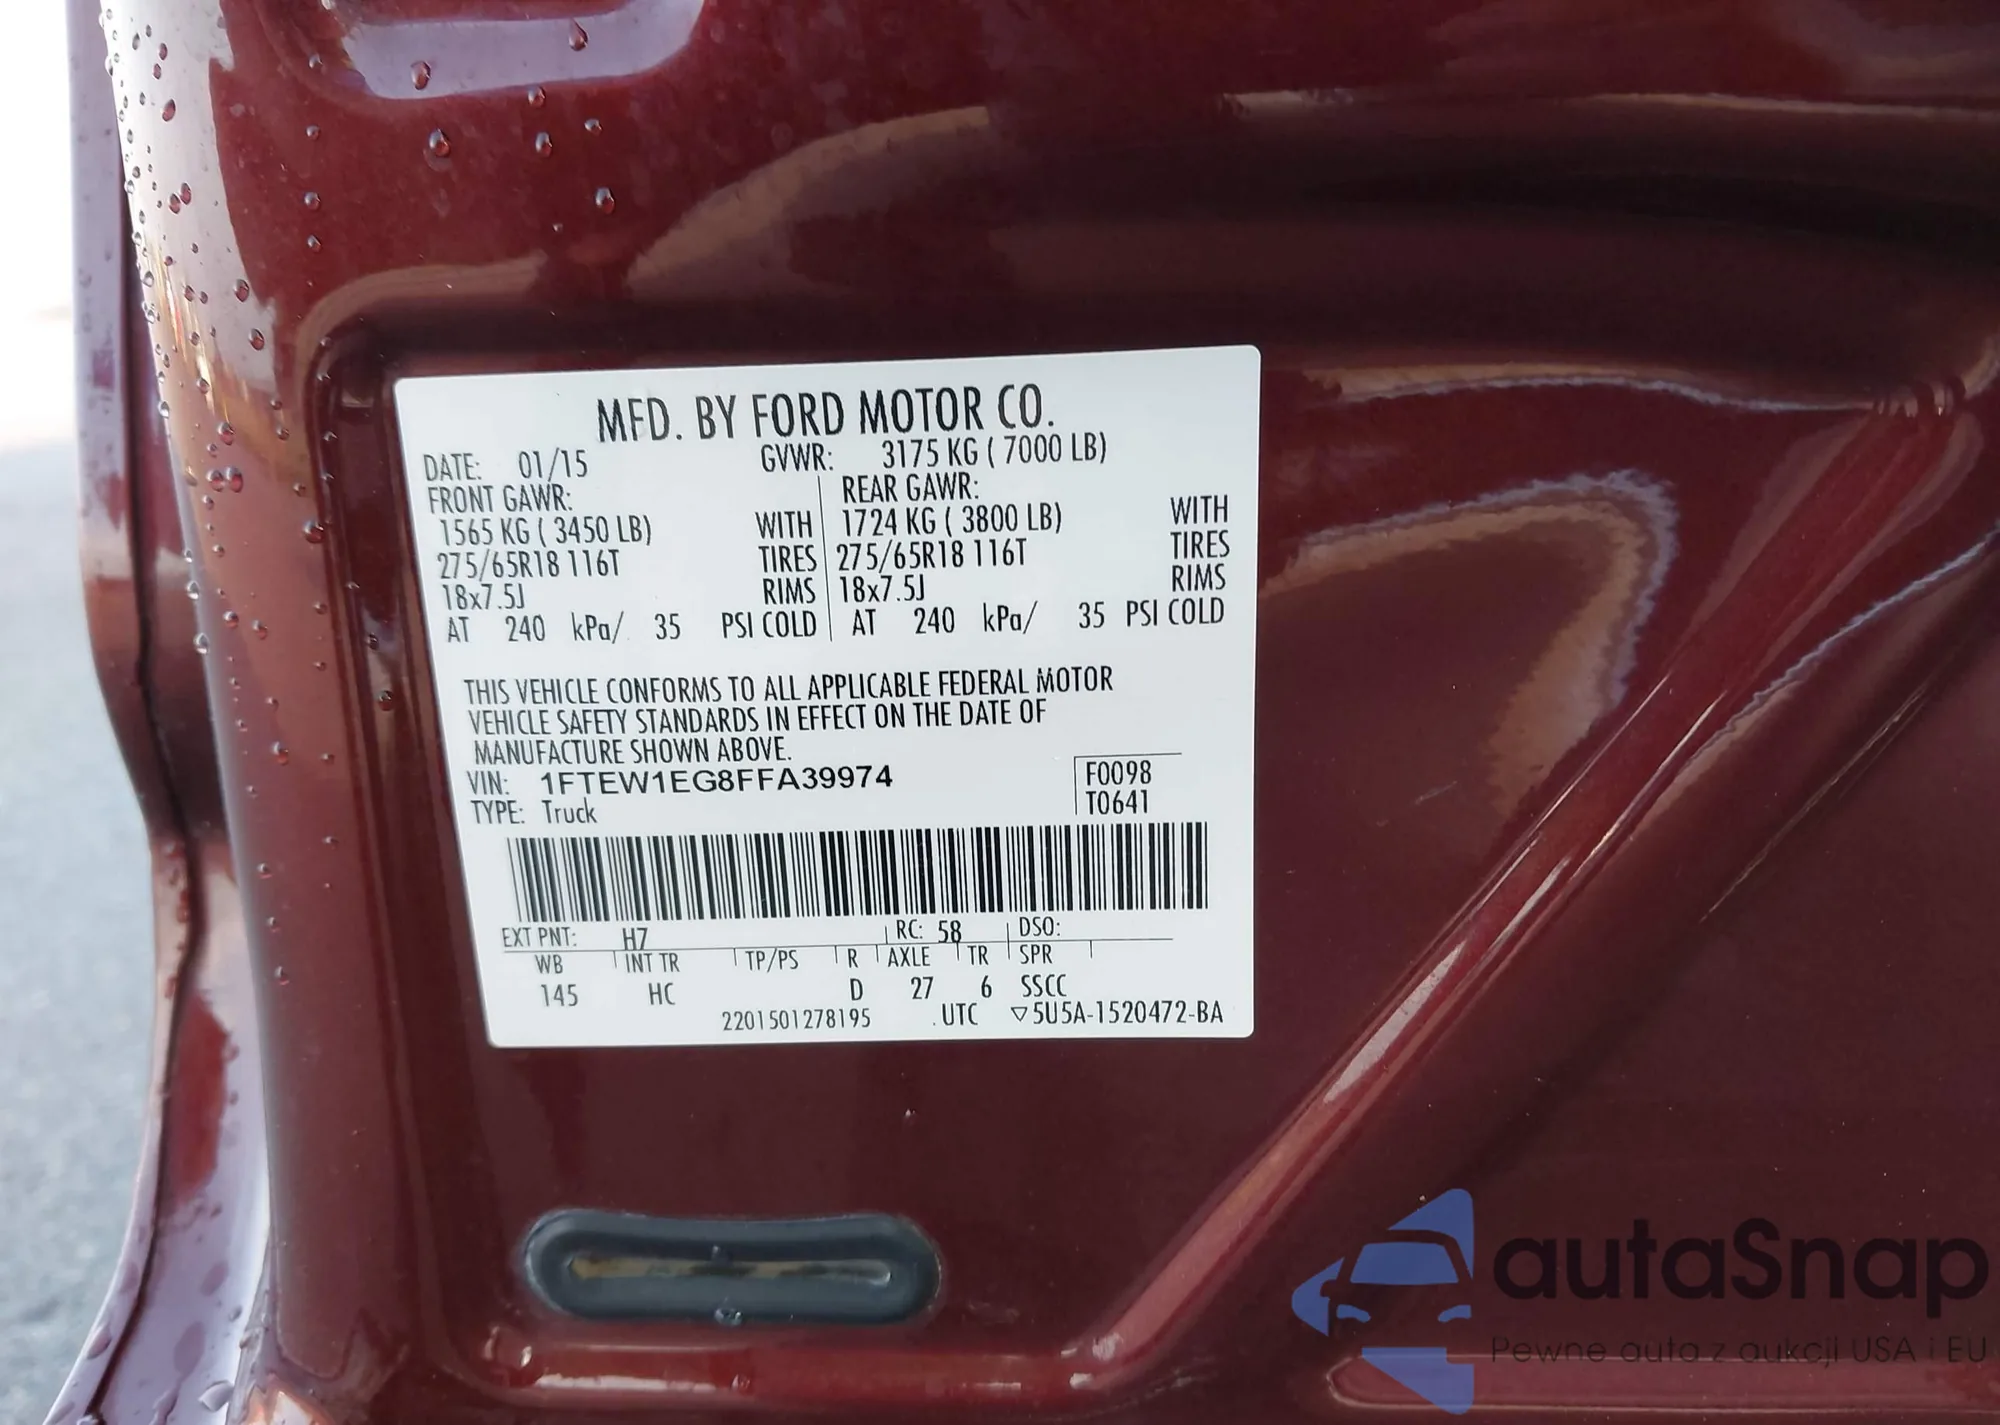 MFD. BY FORD MOTOR CO.
DATE: 01/15 GVWR: 3175 KG ( 7000 LB)
FRONT GAWR: REAR GAWR:
1565 KG ( 3450 LB) WITH 1724 KG ( 3800 LB) WITH
275/65R18 116T TIRES 275/65R18 116T TIRES
18x7.5J RIMS 18x7.5J RIMS
AT 240 kPa/ 35 PSI COLD AT 240 kPa/ 35 PSI COLD
THIS VEHICLE CONFORMS TO ALL APPLICABLE FEDERAL MOTOR
VEHICLE SAFETY STANDARDS IN EFFECT ON THE DATE OF
MANUFACTURE SHOWN ABOVE.
VIN: 1FTEW1EG8FFA39974 F0098
TYPE: Truck T0641
EXT PNT: H7 RC: 58 DSO:
WB INT TR TP/PS R AXLE TR SPR
145 HC D 27 6 SSCC
2201501278195 .UTC ▽5U5A-1520472-BA
autaSnap
Pewne auta z aukcji USA i EU